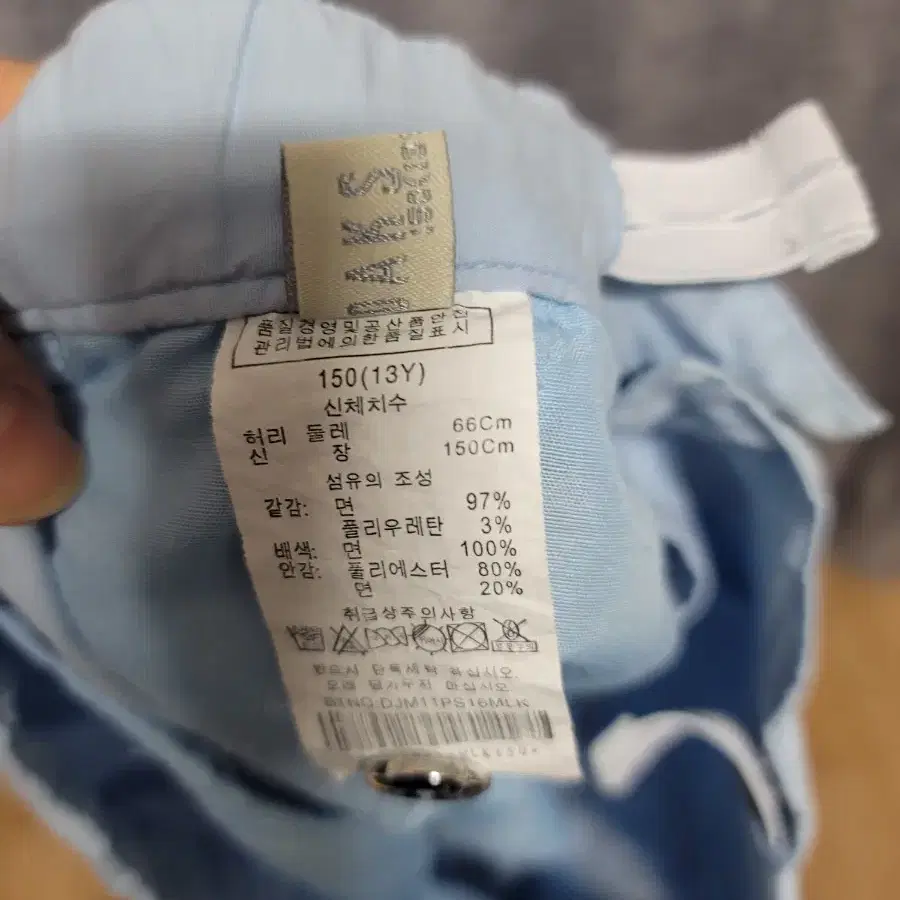 AKS
품질경영및공산품안전
관리법에의한품질표시
150(13Y)
신체치수
허리 둘레 66Cm
신 장 150Cm
섬유의 조성
겉감: 면 97%
폴리우레탄 3%
배색: 면 100%
안감: 폴리에스터 80%
면 20%
취급상주의사항
반드시 단독세탁 하십시오.
오래 담가두지 마십시오.
NO.DJM11PS16MLK